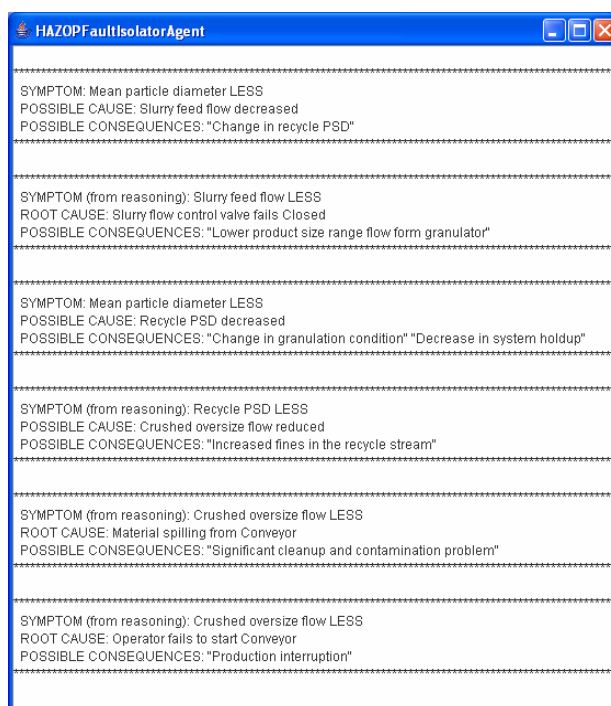 HAZOPFaultIsolatorAgent
****************************************************************************************************
SYMPTOM: Mean particle diameter LESS
POSSIBLE CAUSE: Slurry feed flow decreased
POSSIBLE CONSEQUENCES: "Change in recycle PSD"
****************************************************************************************************
****************************************************************************************************
SYMPTOM (from reasoning): Slurry feed flow LESS
ROOT CAUSE: Slurry flow control valve fails Closed
POSSIBLE CONSEQUENCES: "Lower product size range flow form granulator"
****************************************************************************************************
****************************************************************************************************
SYMPTOM: Mean particle diameter LESS
POSSIBLE CAUSE: Recycle PSD decreased
POSSIBLE CONSEQUENCES: "Change in granulation condition" "Decrease in system holdup"
****************************************************************************************************
****************************************************************************************************
SYMPTOM (from reasoning): Recycle PSD LESS
POSSIBLE CAUSE: Crushed oversize flow reduced
POSSIBLE CONSEQUENCES: "Increased fines in the recycle stream"
****************************************************************************************************
****************************************************************************************************
SYMPTOM (from reasoning): Crushed oversize flow LESS
ROOT CAUSE: Material spilling from Conveyor
POSSIBLE CONSEQUENCES: "Significant cleanup and contamination problem"
****************************************************************************************************
****************************************************************************************************
SYMPTOM (from reasoning): Crushed oversize flow LESS
ROOT CAUSE: Operator fails to start Conveyor
POSSIBLE CONSEQUENCES: "Production interruption"
****************************************************************************************************